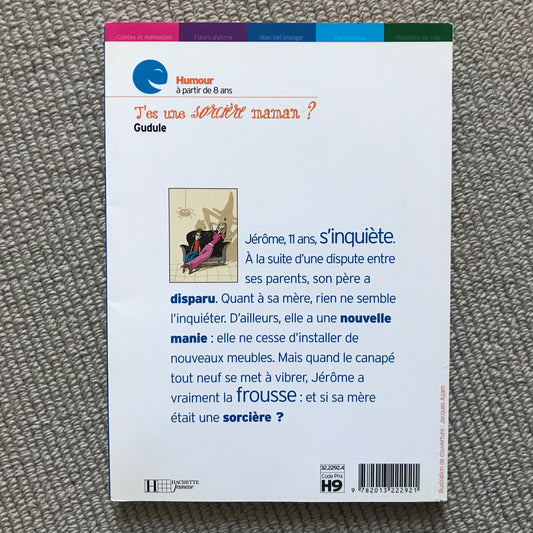 Contes et merveilles Fleurs d'encre Mon bel oranger Fantastique Histoires de vies
Humour
à partir de 8 ans
T'es une sorcière maman ?
Gudule
Jérôme, 11 ans, s'inquiète.
À la suite d'une dispute entre
ses parents, son père a
disparu. Quant à sa mère, rien ne semble
l'inquiéter. D'ailleurs, elle a une nouvelle
manie : elle ne cesse d'installer de
nouveaux meubles. Mais quand le canapé
tout neuf se met à vibrer, Jérôme a
vraiment la frousse : et si sa mère
était une sorcière ?
Illustration de couverture : Jacques Azam
H HACHETTE
Jeunesse
32.2292.4
Code Prix
H9
9 782013 222921